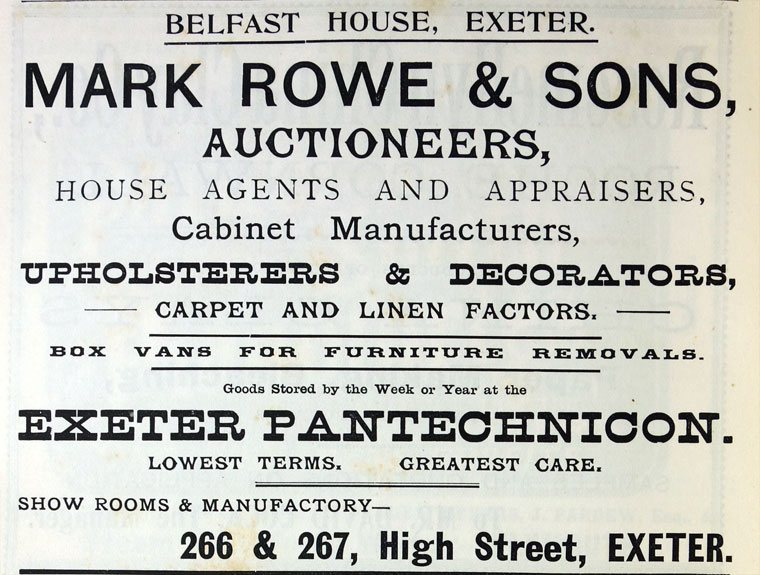 BELFAST HOUSE, EXETER.
MARK ROWE & SONS,
AUCTIONEERS,
HOUSE AGENTS AND APPRAISERS,
Cabinet Manufacturers,
UPHOLSTERERS & DECORATORS,
CARPET AND LINEN FACTORS.
BOX VANS FOR FURNITURE REMOVALS.
Goods Stored by the Week or Year at the
EXETER PANTECHNICON.
LOWEST TERMS. GREATEST CARE.
SHOW ROOMS & MANUFACTORY—
266 & 267, High Street, EXETER.